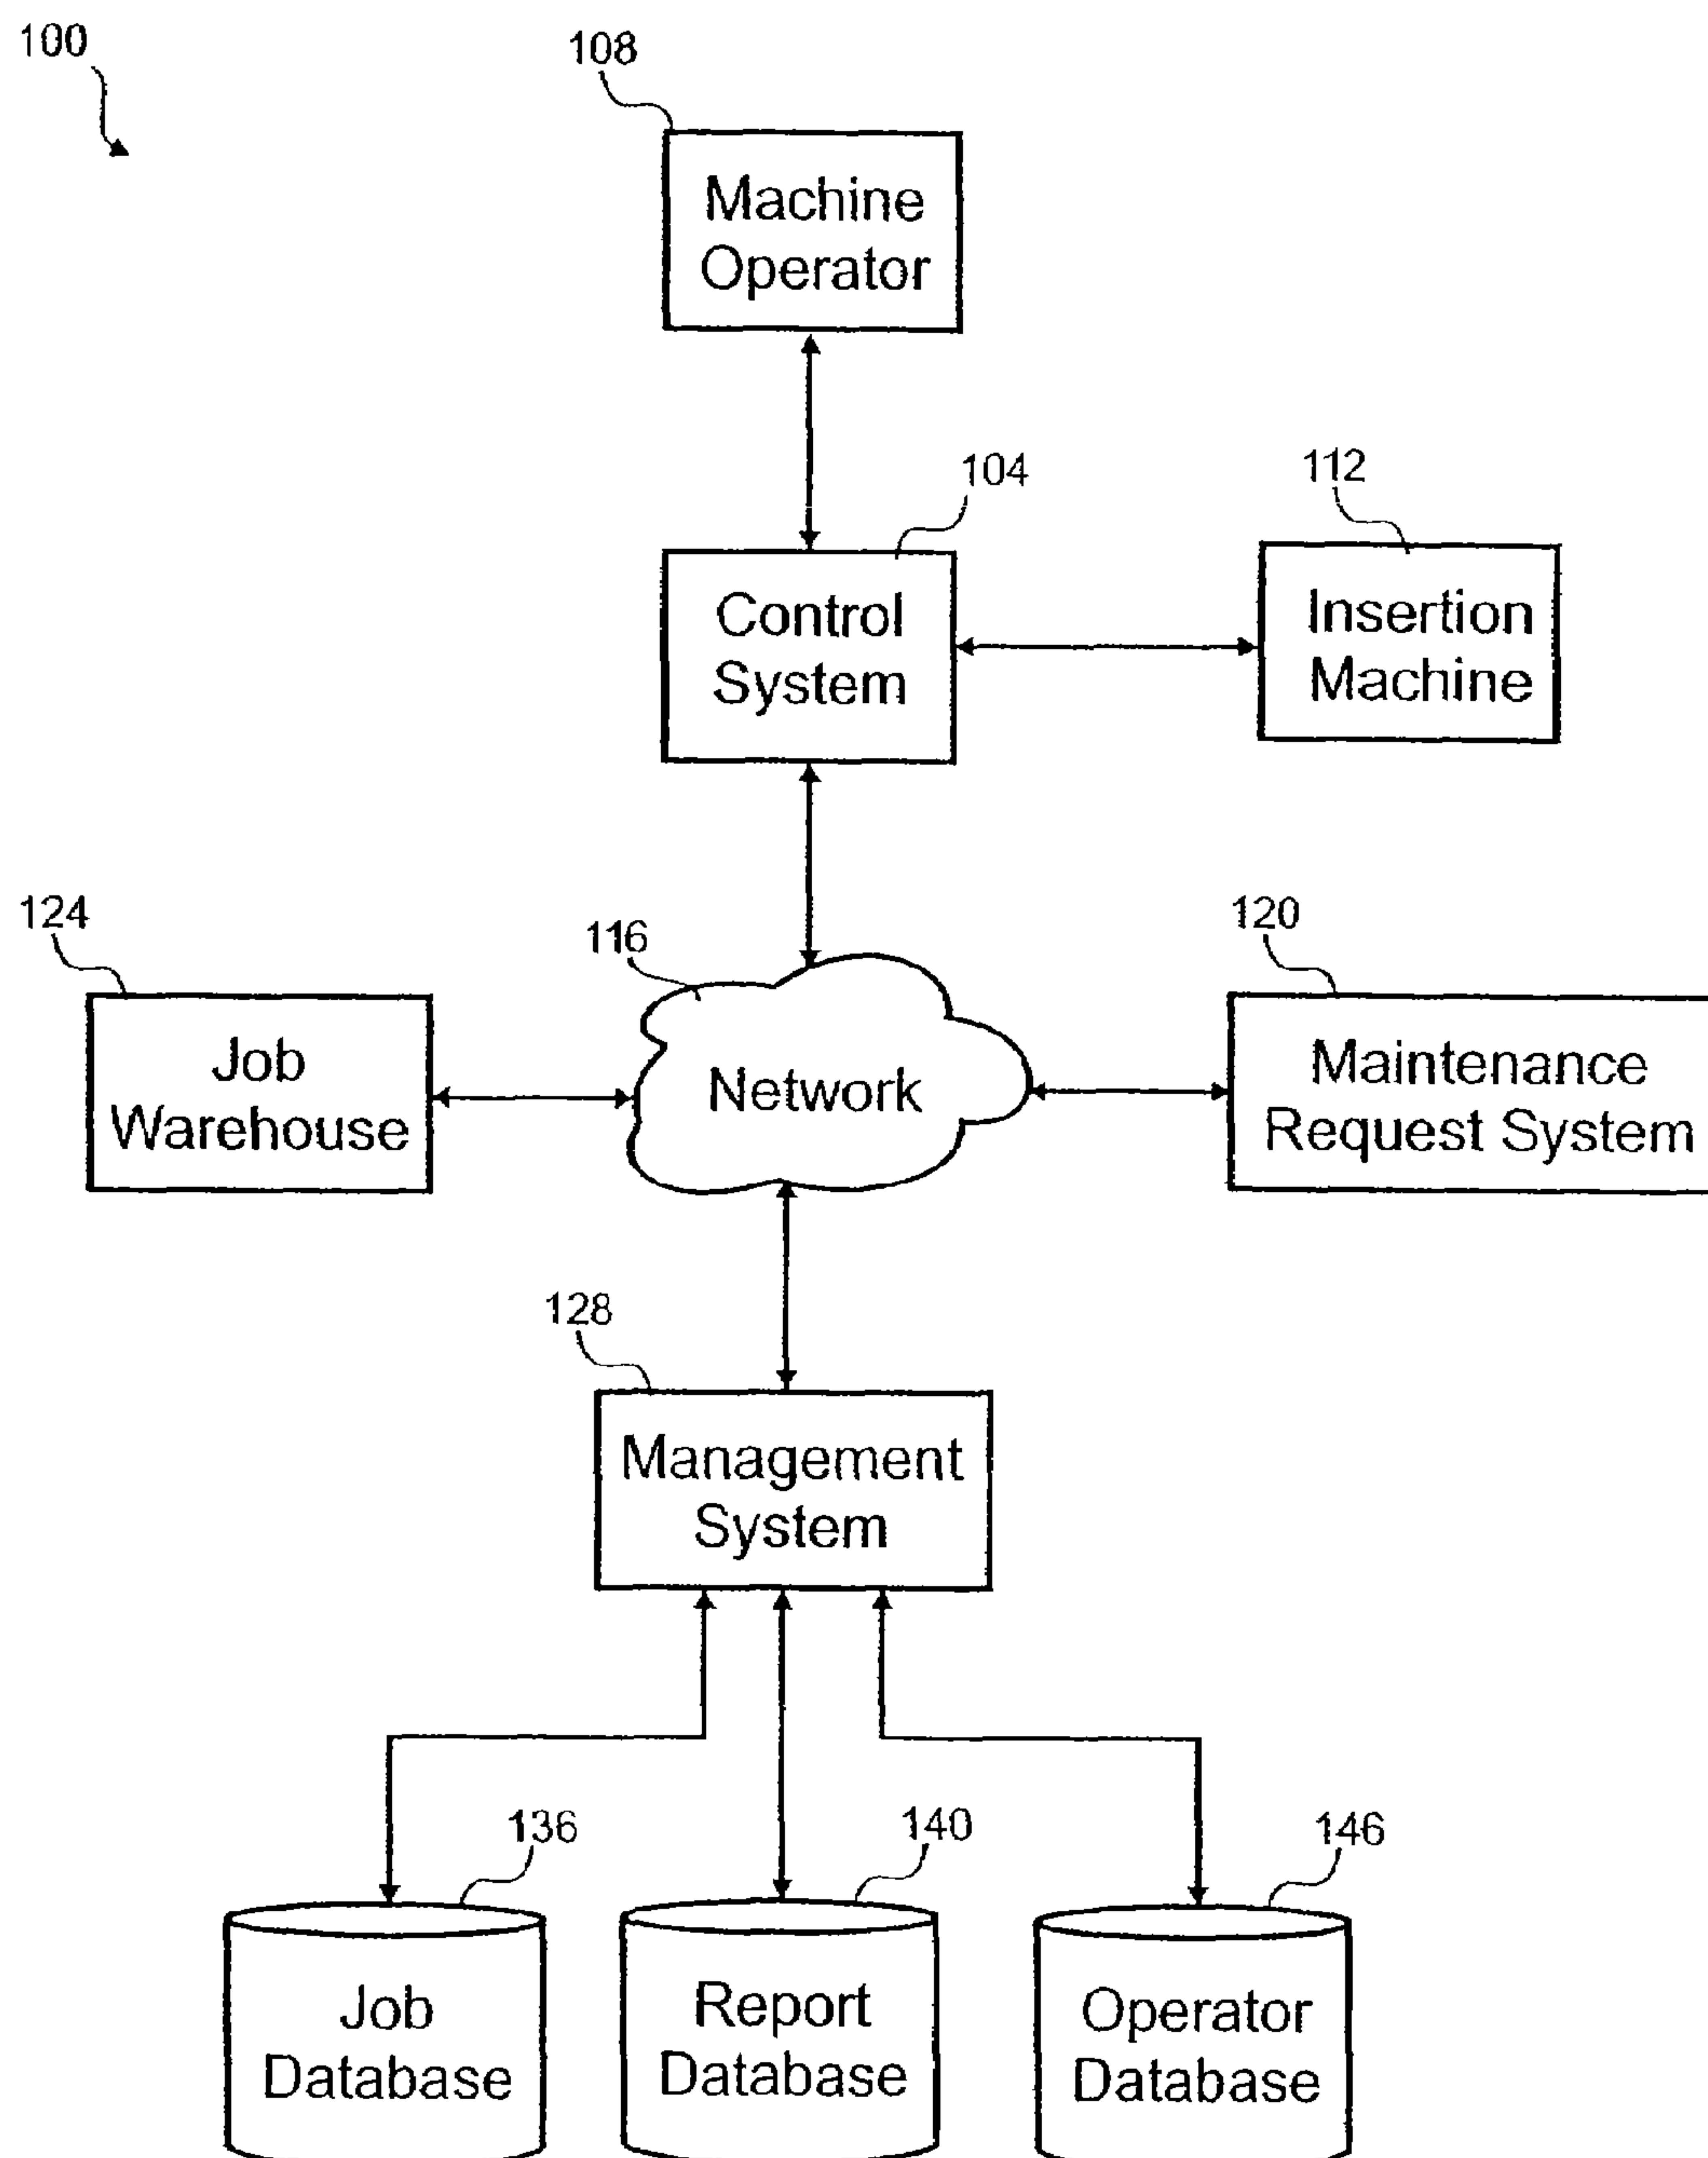 100
108
Machine
Operator
104
112
Control
System
Insertion
Machine
124
116
120
Job
Warehouse
Network
Maintenance
Request System
128
Management
System
136
140
146
Job
Database
Report
Database
Operator
Database